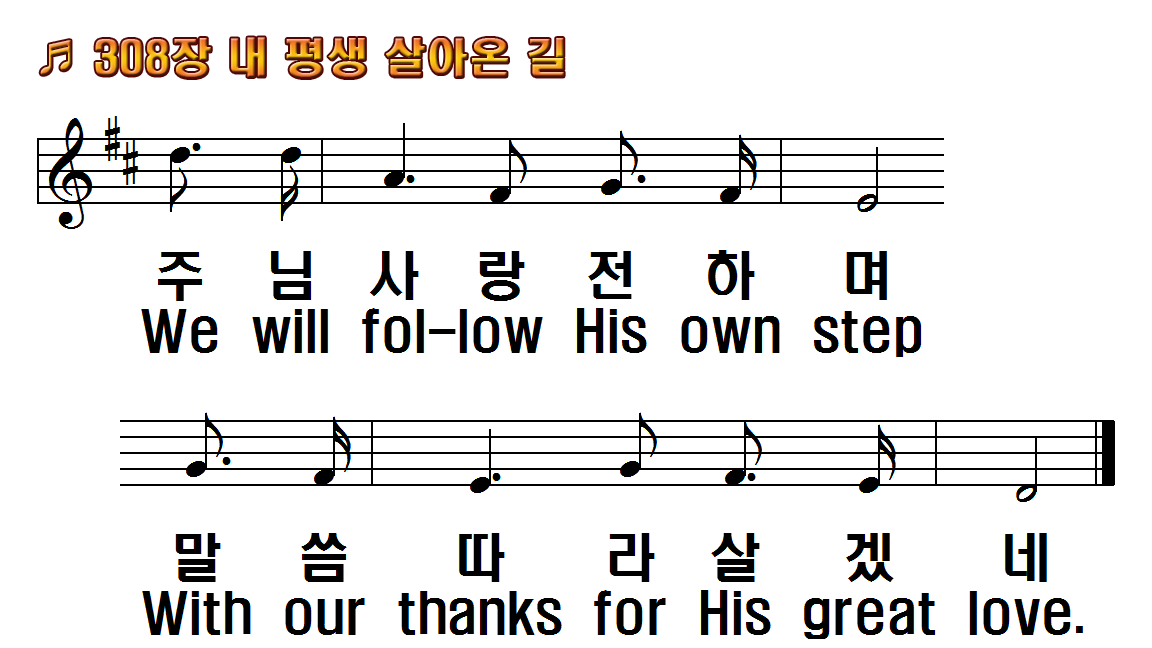 ♬ 308장 내 평생 살아온 길
주 님 사 랑 전 하 며
We will fol-low His own step
말 씀 따 라 살 겠 네
With our thanks for His great love.